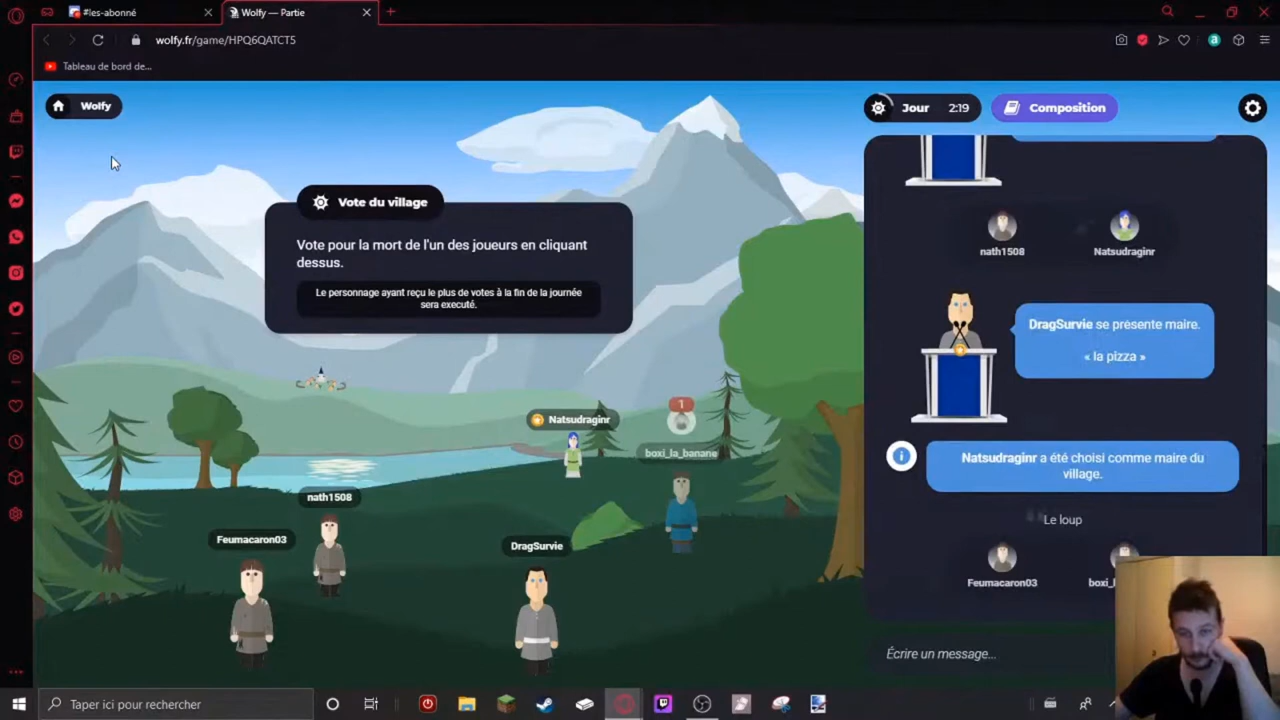 #les-abonné
Wolfy — Partie
wolfy.fr/game/HPQ6QATCT5
Tableau de bord de...
Wolfy
Jour 2:19
Composition
Vote du village
Vote pour la mort de l'un des joueurs en cliquant
dessus.
Le personnage ayant reçu le plus de votes à la fin de la journée
sera executé.
nath1508 Natsudraginr
DragSurvie se présente maire.
« la pizza »
Natsudraginr a été choisi comme maire du
village.
Le loup
Feumacaron03
Écrire un message...
1
Natsudraginr
boxi_la_banane
nath1508
Feumacaron03
DragSurvie
Taper ici pour rechercher